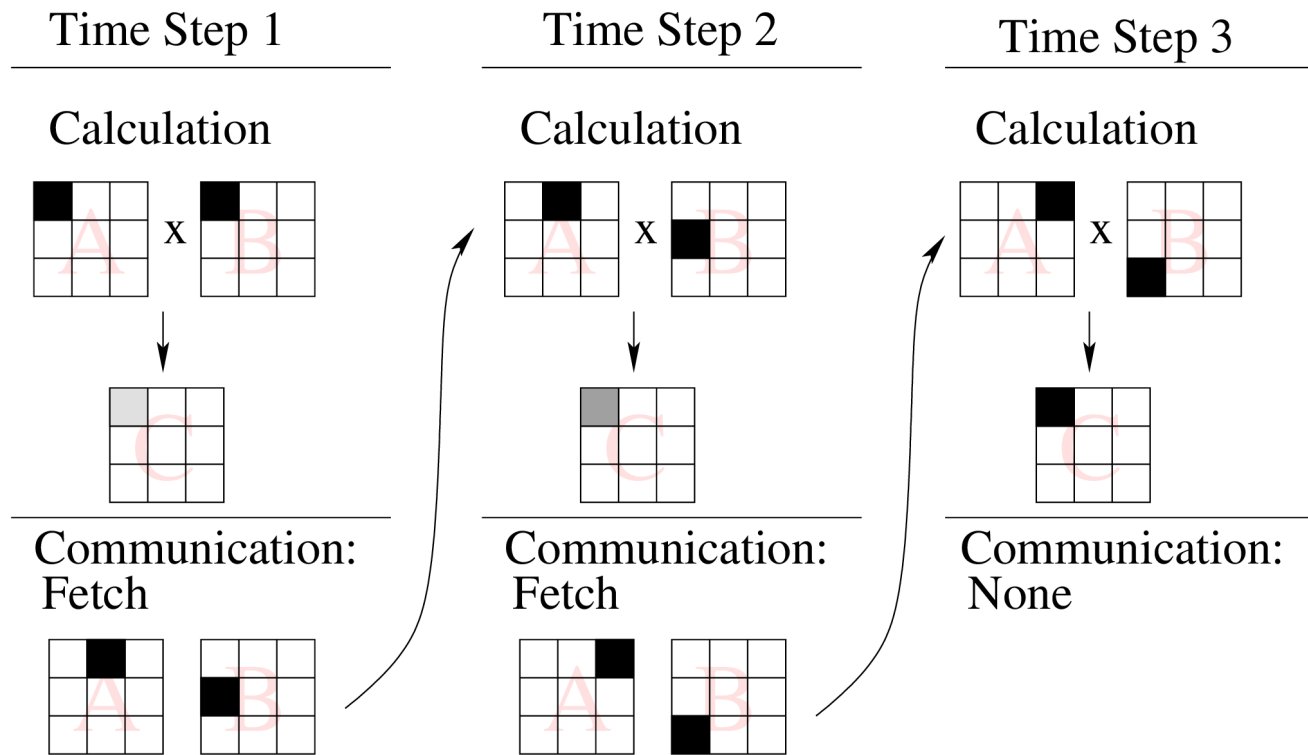 Time Step 1
Calculation
A x B
C
Communication:
Fetch
A B
Time Step 2
Calculation
A x B
C
Communication:
Fetch
A B
Time Step 3
Calculation
A x B
C
Communication:
None